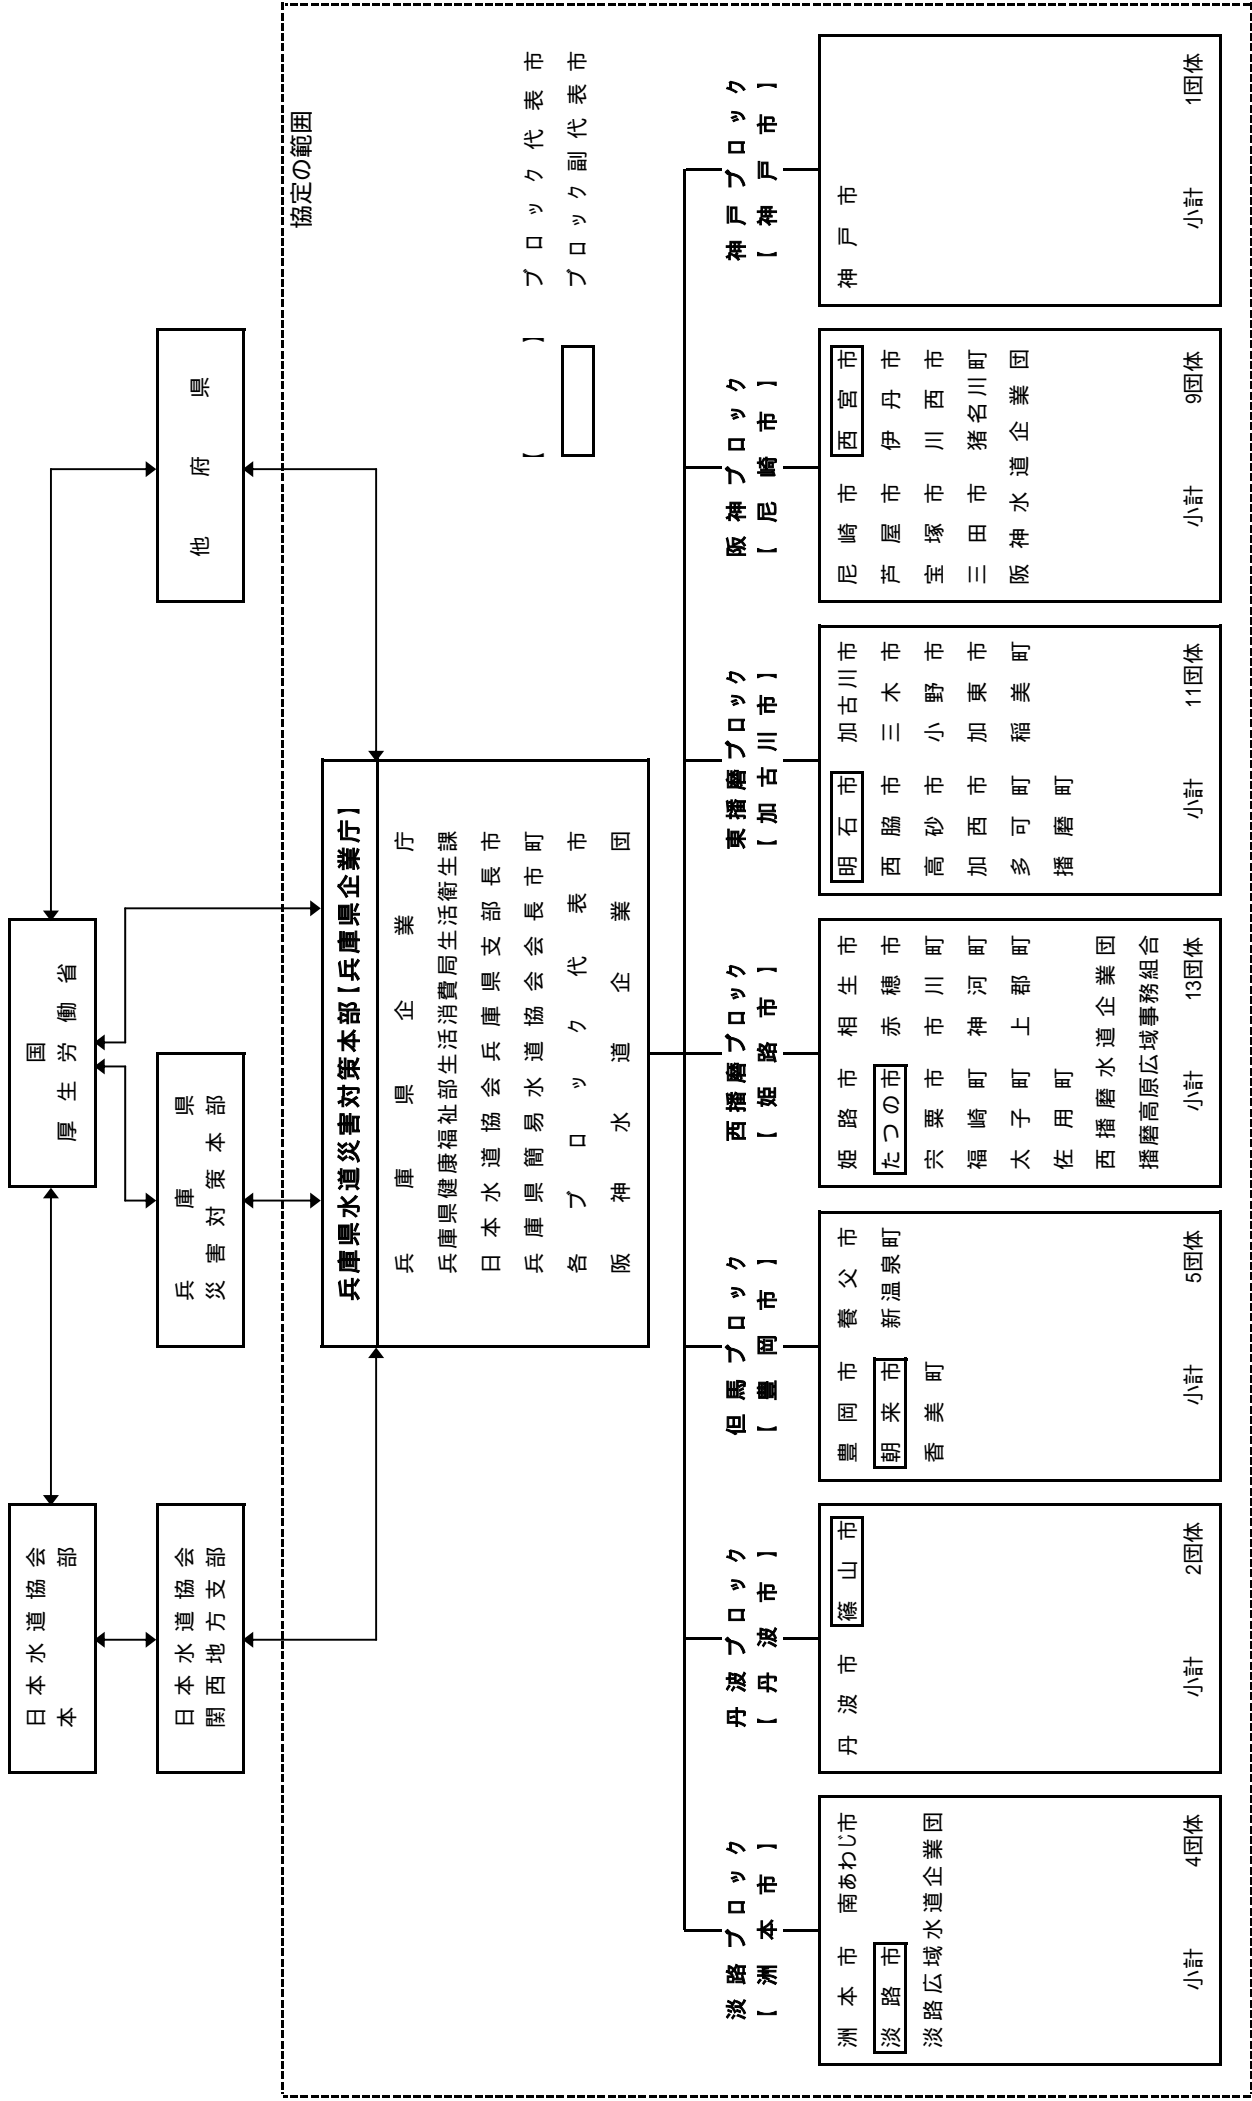 日本水道協会
本部
国
厚生労働省
日本水道協会
関西地方支部
兵庫県
災害対策本部
他府県
協定の範囲
兵庫県水道災害対策本部【兵庫県企業庁】
兵庫県企業庁
兵庫県健康福祉部生活消費局生活衛生課
日本水道協会兵庫県支部長市
兵庫県簡易水道協会会長市町
各ブロック代表市
阪神水道企業団
【 】 ブロック代表市
ブロック副代表市
淡路ブロック
【洲本市】
洲本市 南あわじ市
淡路市
淡路広域水道企業団
小計 4団体
丹波ブロック
【丹波市】
丹波市 篠山市
小計 2団体
但馬ブロック
【豊岡市】
豊岡市 養父市
朝来市 新温泉町
香美町
小計 5団体
西播磨ブロック
【姫路市】
姫路市 相生市
たつの市 赤穂市
宍粟市 市川町
福崎町 神河町
太子町 上郡町
佐用町
西播磨水道企業団
播磨高原広域事務組合
小計 13団体
東播磨ブロック
【加古川市】
明石市 加古川市
西脇市 三木市
高砂市 小野市
加西市 加東市
多可町 稲美町
播磨町
小計 11団体
阪神ブロック
【尼崎市】
尼崎市 西宮市
芦屋市 伊丹市
宝塚市 川西市
三田市 猪名川町
阪神水道企業団
小計 9団体
神戸ブロック
【神戸市】
神戸市
小計 1団体